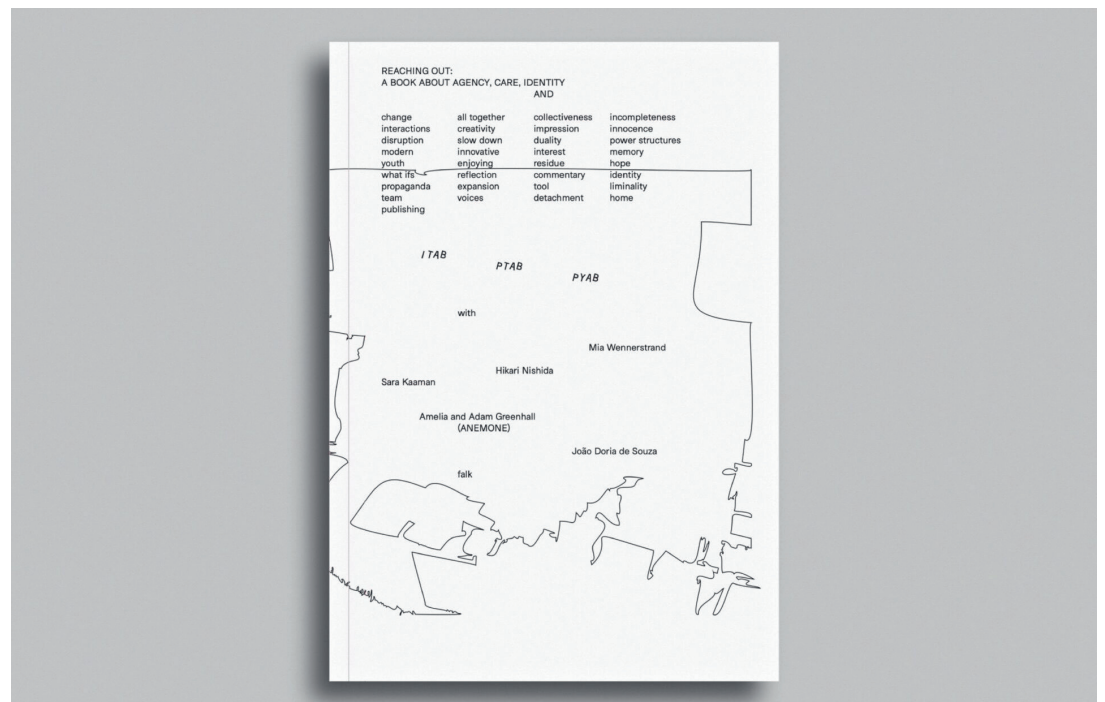 REACHING OUT:
A BOOK ABOUT AGENCY, CARE, IDENTITY
AND
change all together collectiveness incompleteness
interactions creativity impression innocence
disruption slow down duality power structures
modern innovative interest memory
youth enjoying residue hope
what ifs reflection commentary identity
propaganda expansion tool liminality
team voices detachment home
publishing
ITAB
PTAB
PYAB
with
Mia Wennerstrand
Hikari Nishida
Sara Kaaman
Amelia and Adam Greenhall
(ANEMONE)
João Doria de Souza
falk